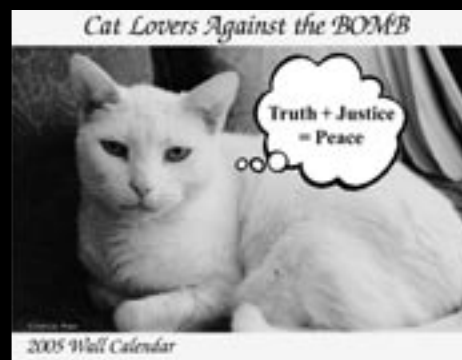 Cat Lovers Against the BOMB
Truth + Justice
= Peace
2005 Wall Calendar